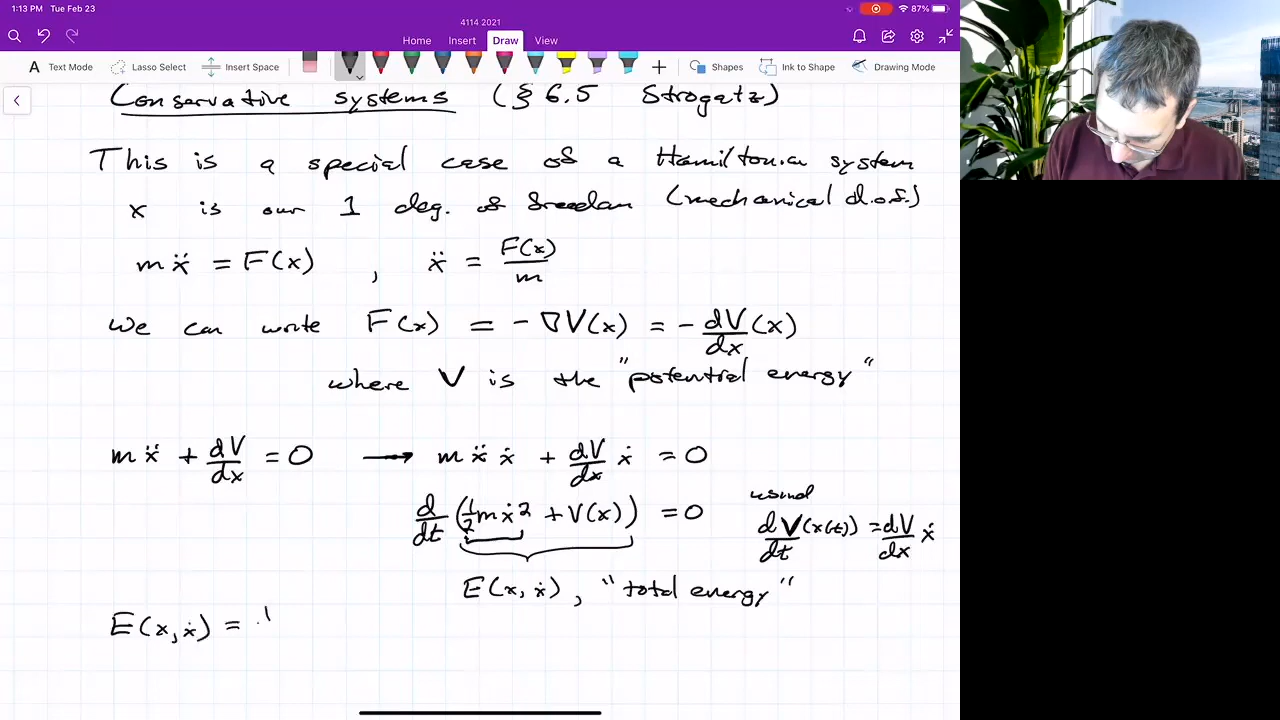 1:13 PM Tue Feb 23
87%
4114 2021
Home Insert Draw View
Text Mode Lasso Select Insert Space Shapes Ink to Shape Drawing Mode
Conservative systems (§ 6.5 Strogatz)
This is a special case of a Hamiltonian system
x is our 1 deg. of freedom (mechanical d.o.f.)
mẍ = F(x) , ẍ = F(x)/m
We can write F(x) = -∇V(x) = -dV/dx (x)
where V is the "potential energy"
mẍ + dV/dx = 0 → mẍẋ + dV/dx ẋ = 0
d/dt (1/2 mẋ² + V(x)) = 0
used
d/dt V(x(t)) = dV/dx ẋ
E(x, ẋ), "total energy"
E(x, ẋ) =